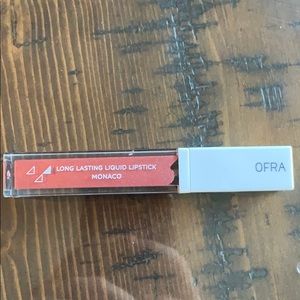 LONG LASTING LIQUID LIPSTICK
MONACO
OFRA